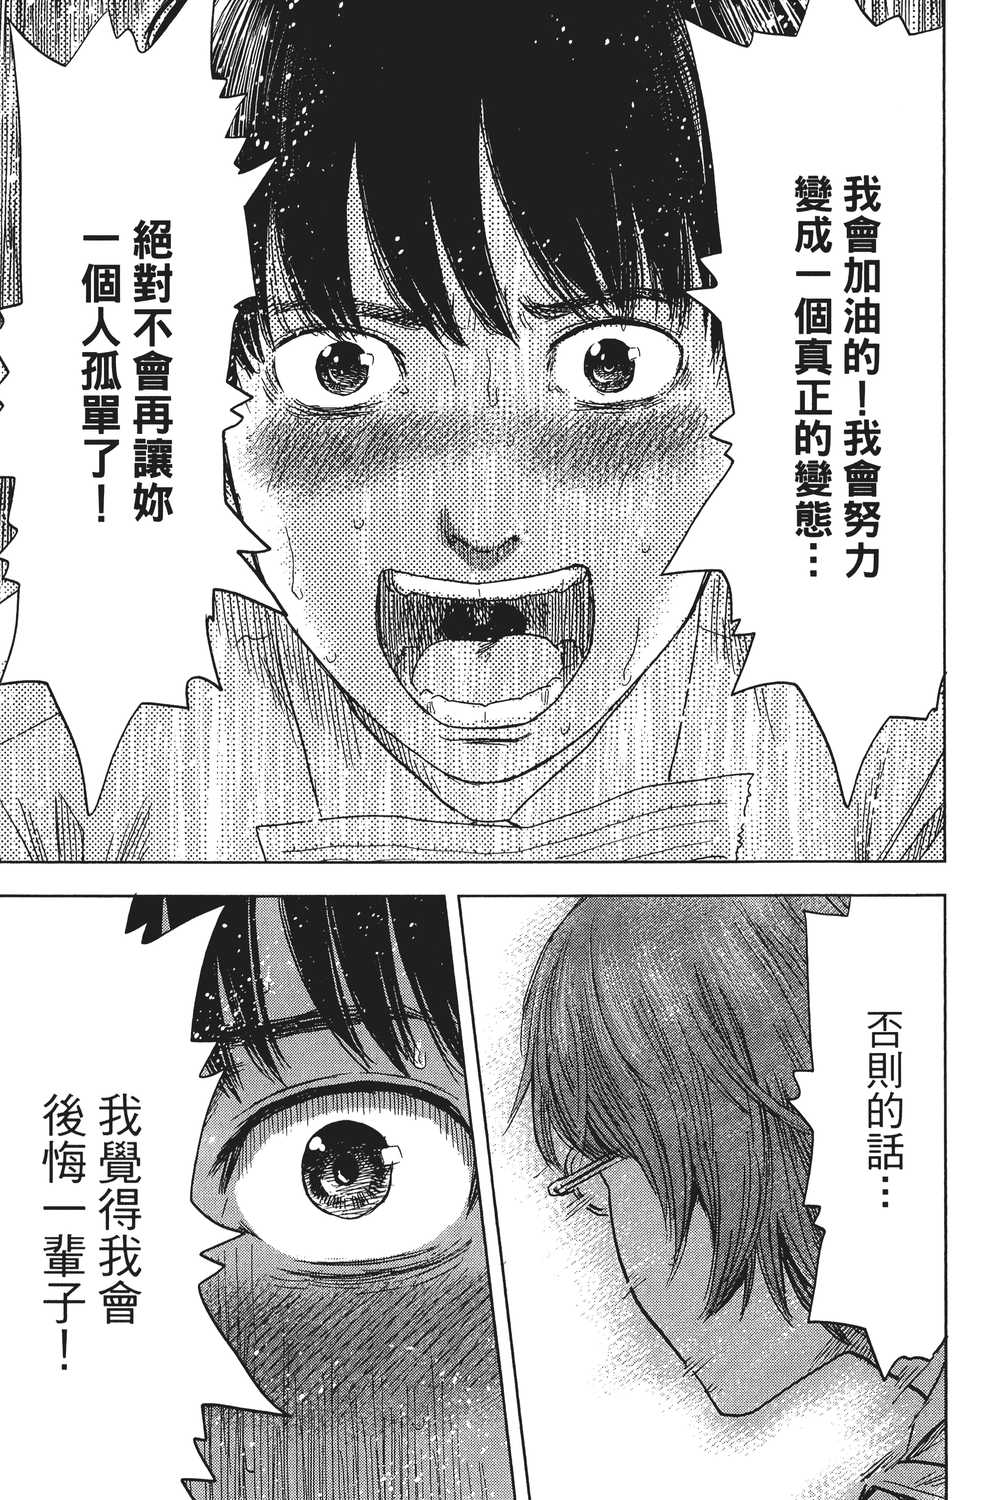 我會加油的！我會努力
變成一個真正的變態…
絕對不會再讓妳
一個人孤單了！
否則的話…
我覺得我會
後悔一輩子！